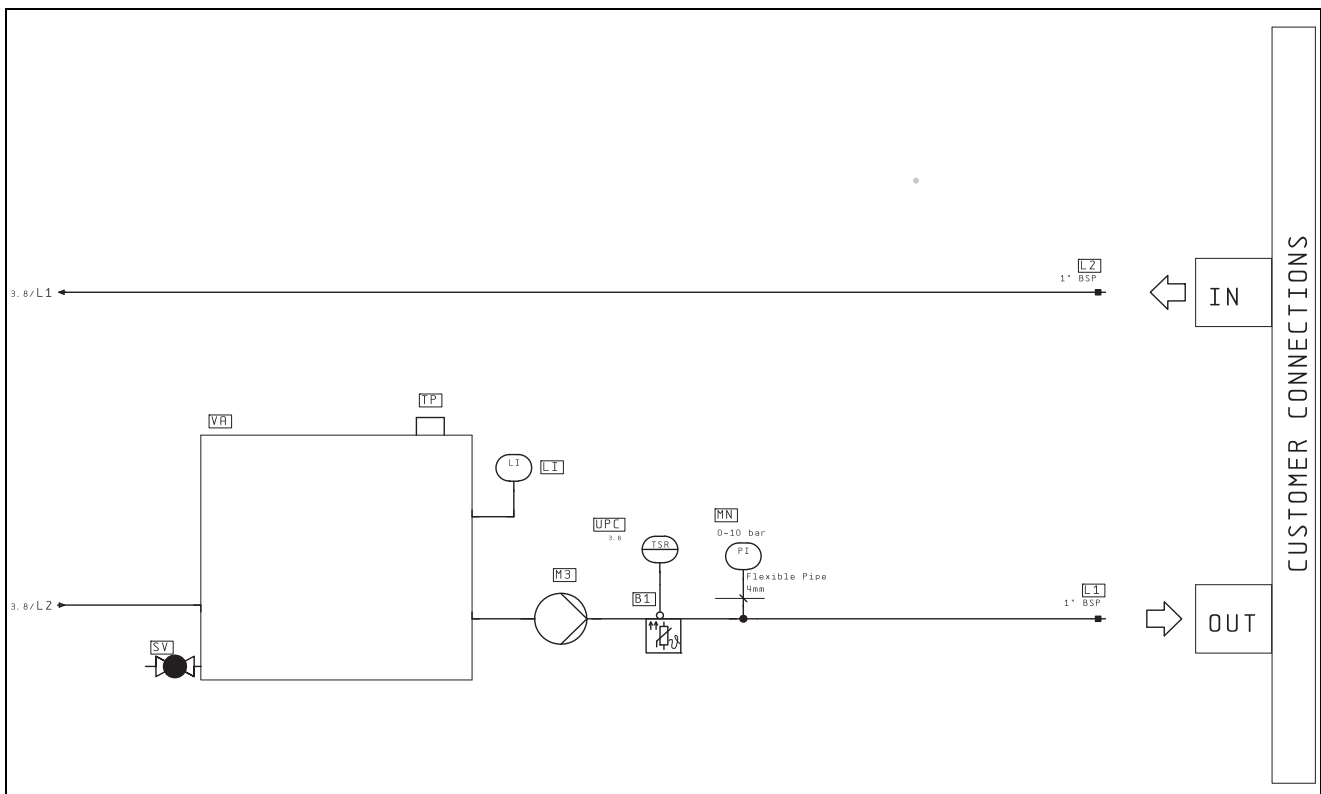 L2
1" BSP
3.8/L1
IN
CUSTOMER CONNECTIONS
TP
VA
LI
LI
MN
UPC
0-10 bar
3.8
TSR
PI
M3
Flexible Pipe
4mm
B1
L1
1" BSP
3.8/L2
OUT
SV